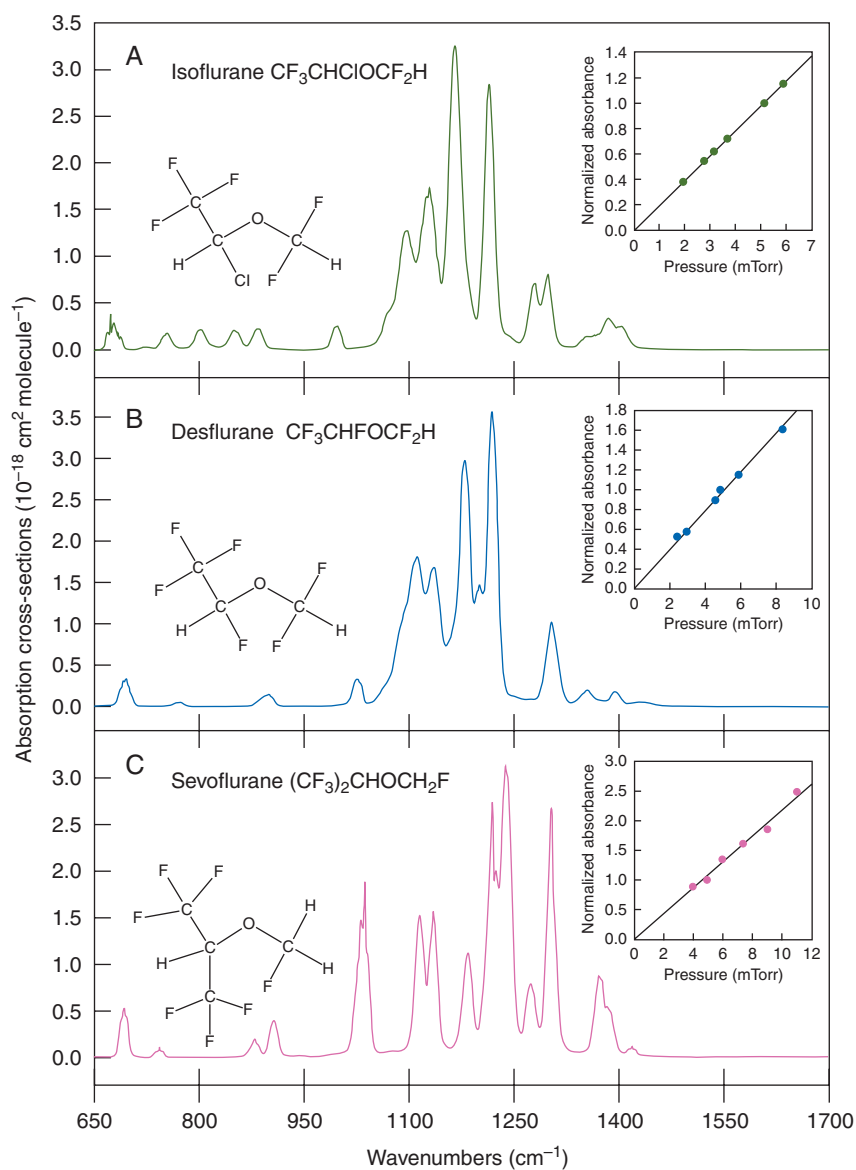 Absorption cross-sections (10⁻¹⁸ cm² molecule⁻¹)
A
Isoflurane CF₃CHClOCF₂H
3.5
3.0
2.5
2.0
1.5
1.0
0.5
0.0
F
F
F
C
O
F
H
C
C
H
Cl
F
Normalized absorbance
1.4
1.2
1.0
0.8
0.6
0.4
0.2
0.0
0 1 2 3 4 5 6 7
Pressure (mTorr)
B
Desflurane CF₃CHFOCF₂H
3.5
3.0
2.5
2.0
1.5
1.0
0.5
0.0
F
F
F
C
O
F
H
C
C
H
F
F
Normalized absorbance
1.8
1.6
1.4
1.2
1.0
0.8
0.6
0.4
0.2
0.0
0 2 4 6 8 10
Pressure (mTorr)
C
Sevoflurane (CF₃)₂CHOCH₂F
3.0
2.5
2.0
1.5
1.0
0.5
0.0
F
F
F
C
O
H
H
C
C
H
F
C
F
F
F
Normalized absorbance
3.0
2.5
2.0
1.5
1.0
0.5
0.0
0 2 4 6 8 10 12
Pressure (mTorr)
650 800 950 1100 1250 1400 1550 1700
Wavenumbers (cm⁻¹)